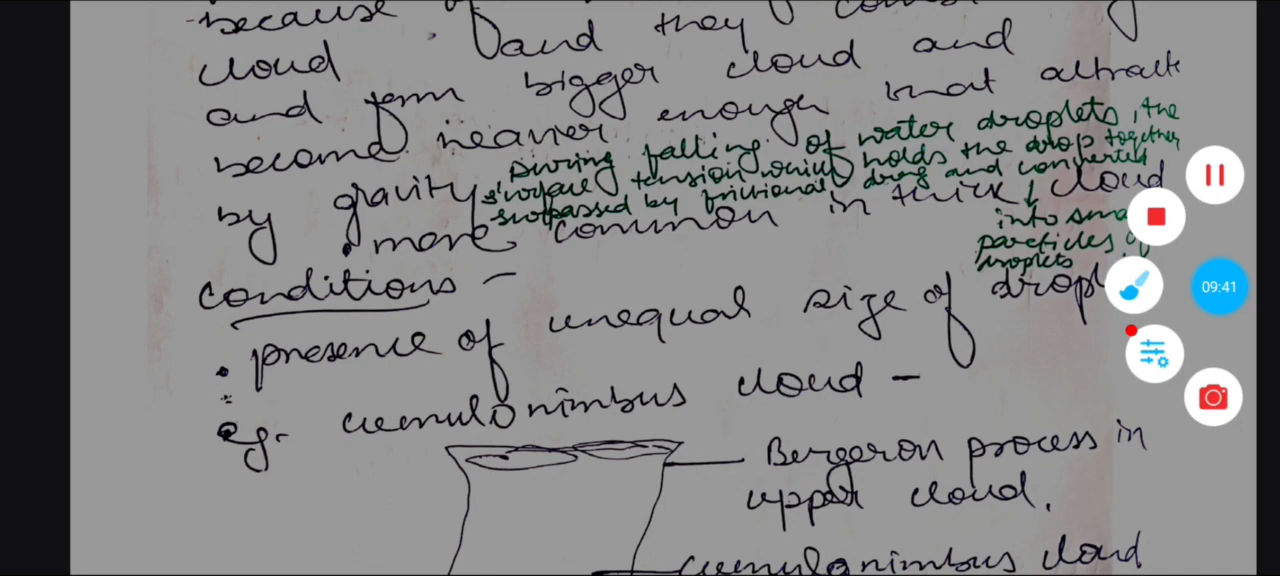 because of
cloud and they
and form bigger cloud and
become heavier enough that attracts
by gravity
During falling of water droplets, the
surface tension which holds the drop together
surpassed by frictional drag and converted
into small
particles of
droplets
• more common in thick cloud
conditions -
• presence of unequal size of
eg. cumulonimbus cloud -
Bergeron process in
upper cloud.
cumulonimbus cloud
09:41